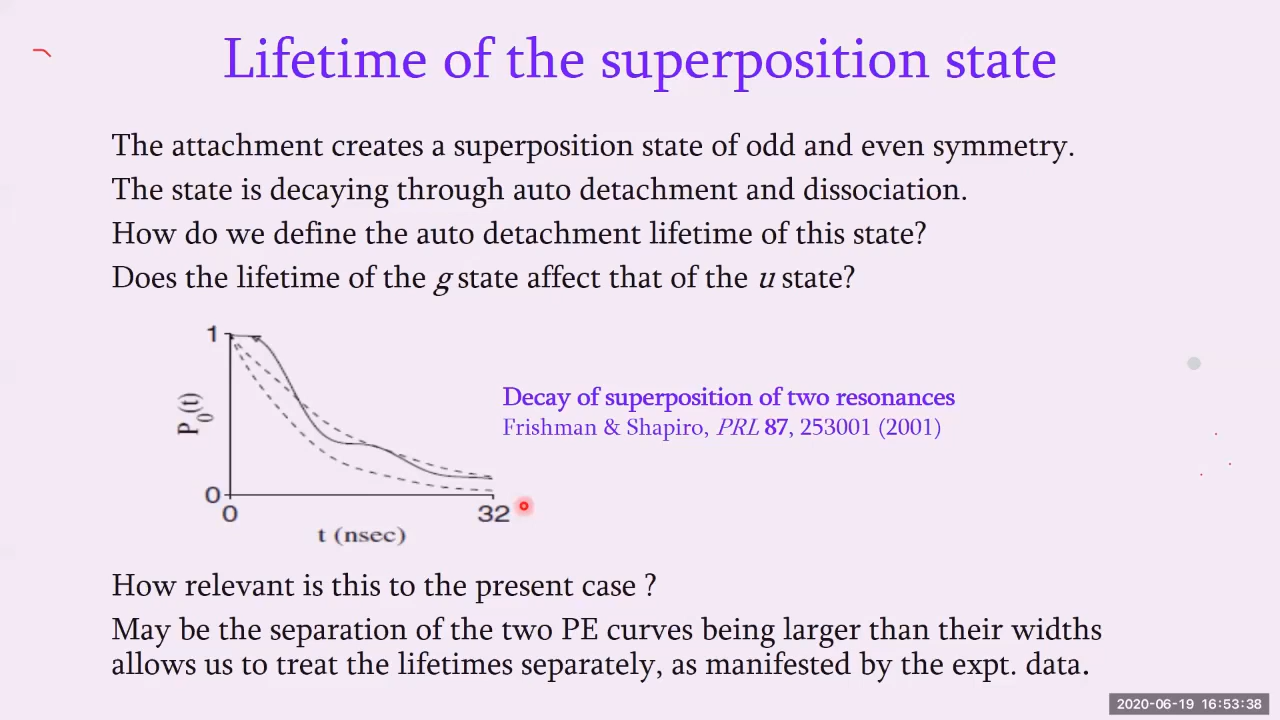 Lifetime of the superposition state
The attachment creates a superposition state of odd and even symmetry.
The state is decaying through auto detachment and dissociation.
How do we define the auto detachment lifetime of this state?
Does the lifetime of the g state affect that of the u state?
1
P0(t)
0
0
32
t (nsec)
Decay of superposition of two resonances
Frishman & Shapiro, PRL 87, 253001 (2001)
How relevant is this to the present case ?
May be the separation of the two PE curves being larger than their widths
allows us to treat the lifetimes separately, as manifested by the expt. data.
2020-06-19 16:53:38